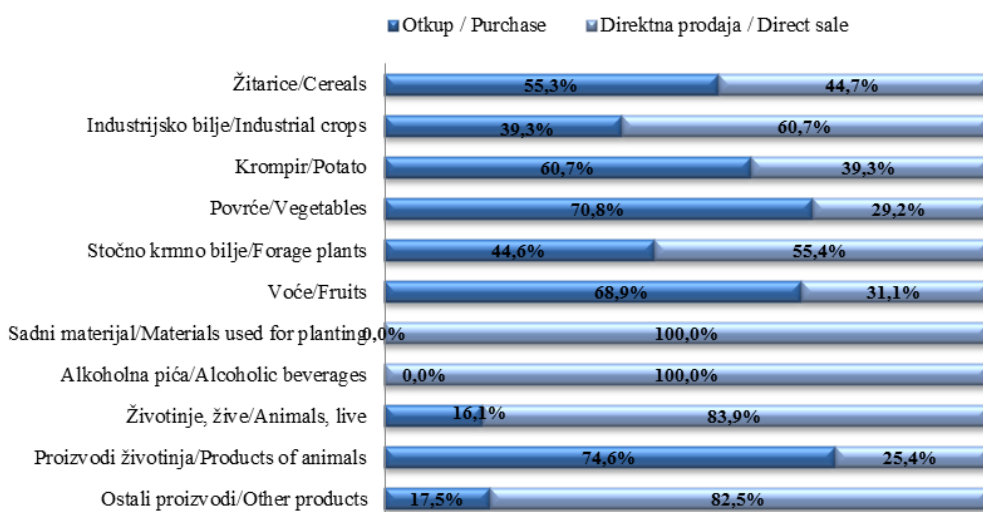 Otkup / Purchase Direktna prodaja / Direct sale
Žitarice/Cereals 55,3% 44,7%
Industrijsko bilje/Industrial crops 39,3% 60,7%
Krompir/Potato 60,7% 39,3%
Povrće/Vegetables 70,8% 29,2%
Stočno krmno bilje/Forage plants 44,6% 55,4%
Voće/Fruits 68,9% 31,1%
Sadni materijal/Materials used for planting 0,0% 100,0%
Alkoholna pića/Alcoholic beverages 0,0% 100,0%
Životinje, žive/Animals, live 16,1% 83,9%
Proizvodi životinja/Products of animals 74,6% 25,4%
Ostali proizvodi/Other products 17,5% 82,5%